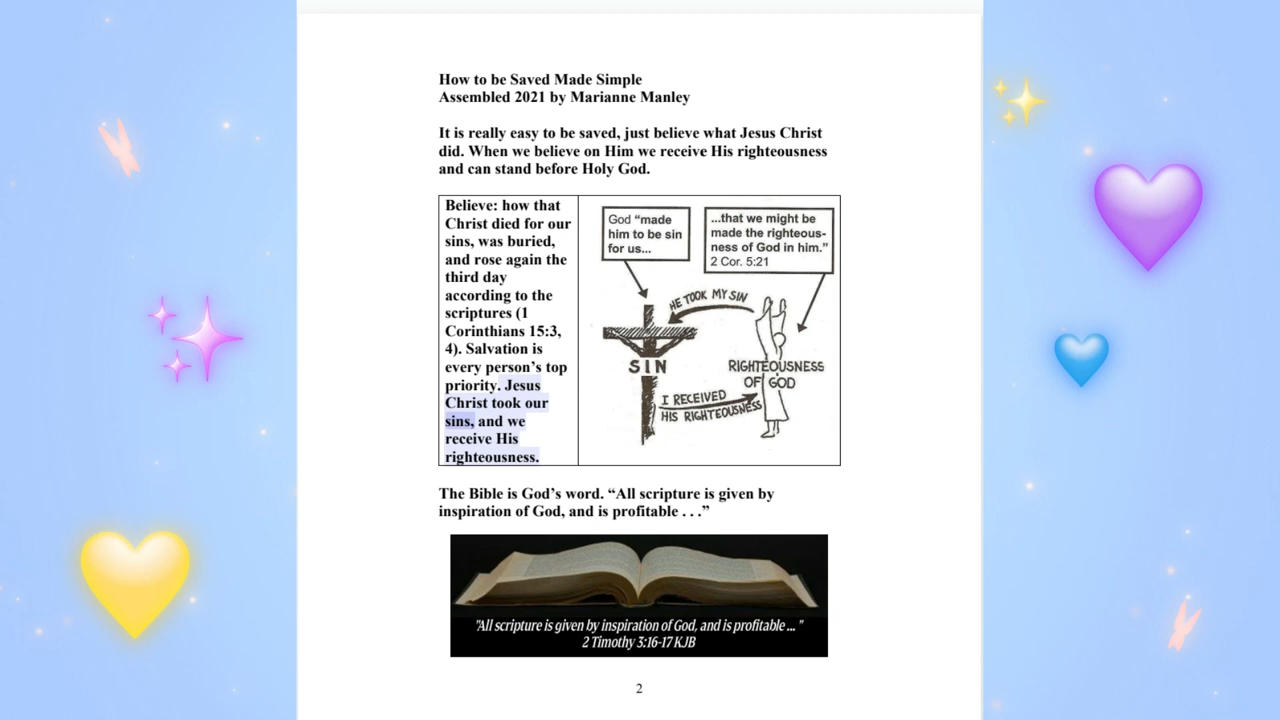 How to be Saved Made Simple
Assembled 2021 by Marianne Manley
It is really easy to be saved, just believe what Jesus Christ
did. When we believe on Him we receive His righteousness
and can stand before Holy God.
Believe: how that
Christ died for our
sins, was buried,
and rose again the
third day
according to the
scriptures (1
Corinthians 15:3,
4). Salvation is
every person’s top
priority. Jesus
Christ took our
sins, and we
receive His
righteousness.
God “made
him to be sin
for us...
...that we might be
made the righteous-
ness of God in him.”
2 Cor. 5:21
HE TOOK MY SIN
SIN
RIGHTEOUSNESS
OF GOD
I RECEIVED
HIS RIGHTEOUSNESS
The Bible is God’s word. “All scripture is given by
inspiration of God, and is profitable . . .”
"All scripture is given by inspiration of God, and is profitable ... "
2 Timothy 3:16-17 KJB
2